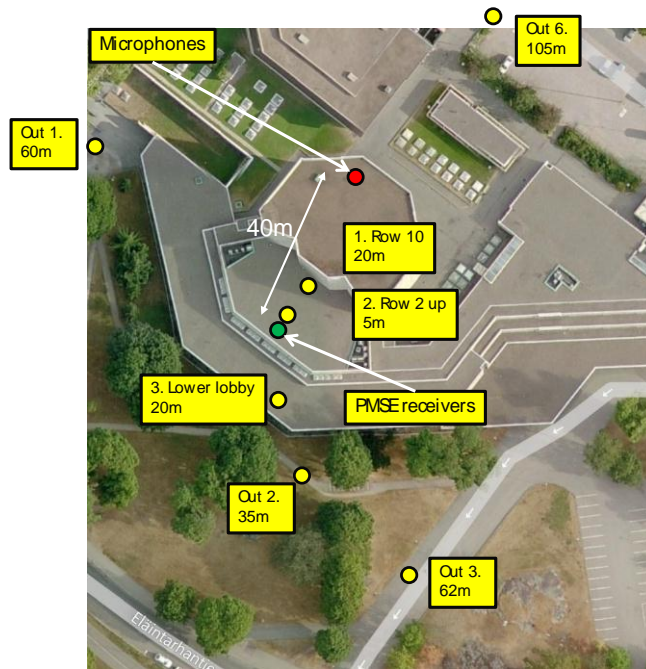 Out 6.
105m
Microphones
Out 1.
60m
40m
1. Row 10
20m
2. Row 2 up
5m
3. Lower lobby
20m
PMSE receivers
Out 2.
35m
Out 3.
62m